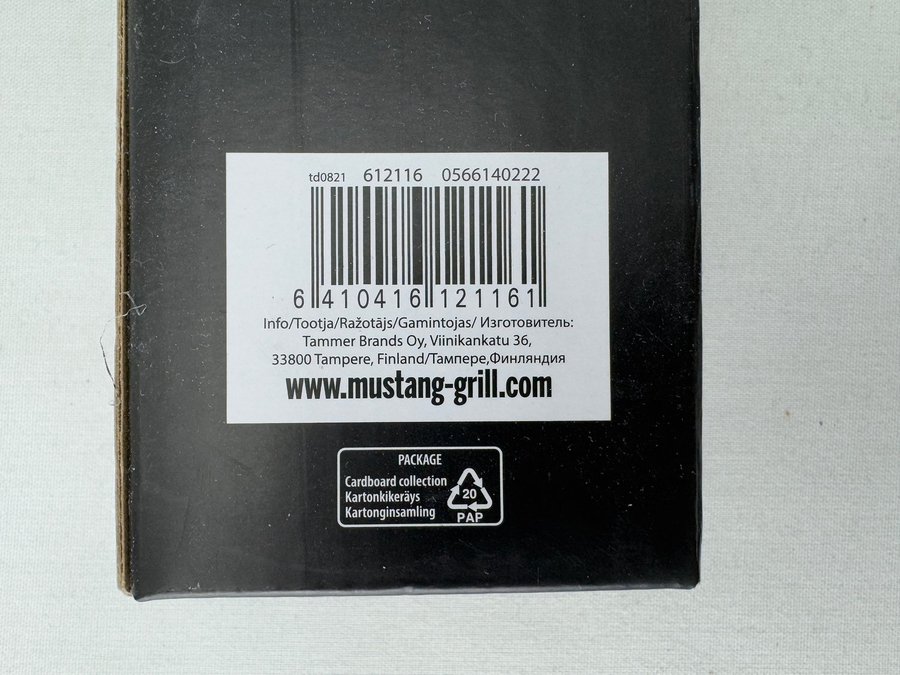 td0821 612116 0566140222
6 410416 121161
Info/Tootja/Ražotājs/Gamintojas/ Изготовитель:
Tammer Brands Oy, Viinikankatu 36,
33800 Tampere, Finland/Тампере,Финляндия
www.mustang-grill.com
PACKAGE
Cardboard collection
Kartonkikeräys
Kartonginsamling
20
PAP